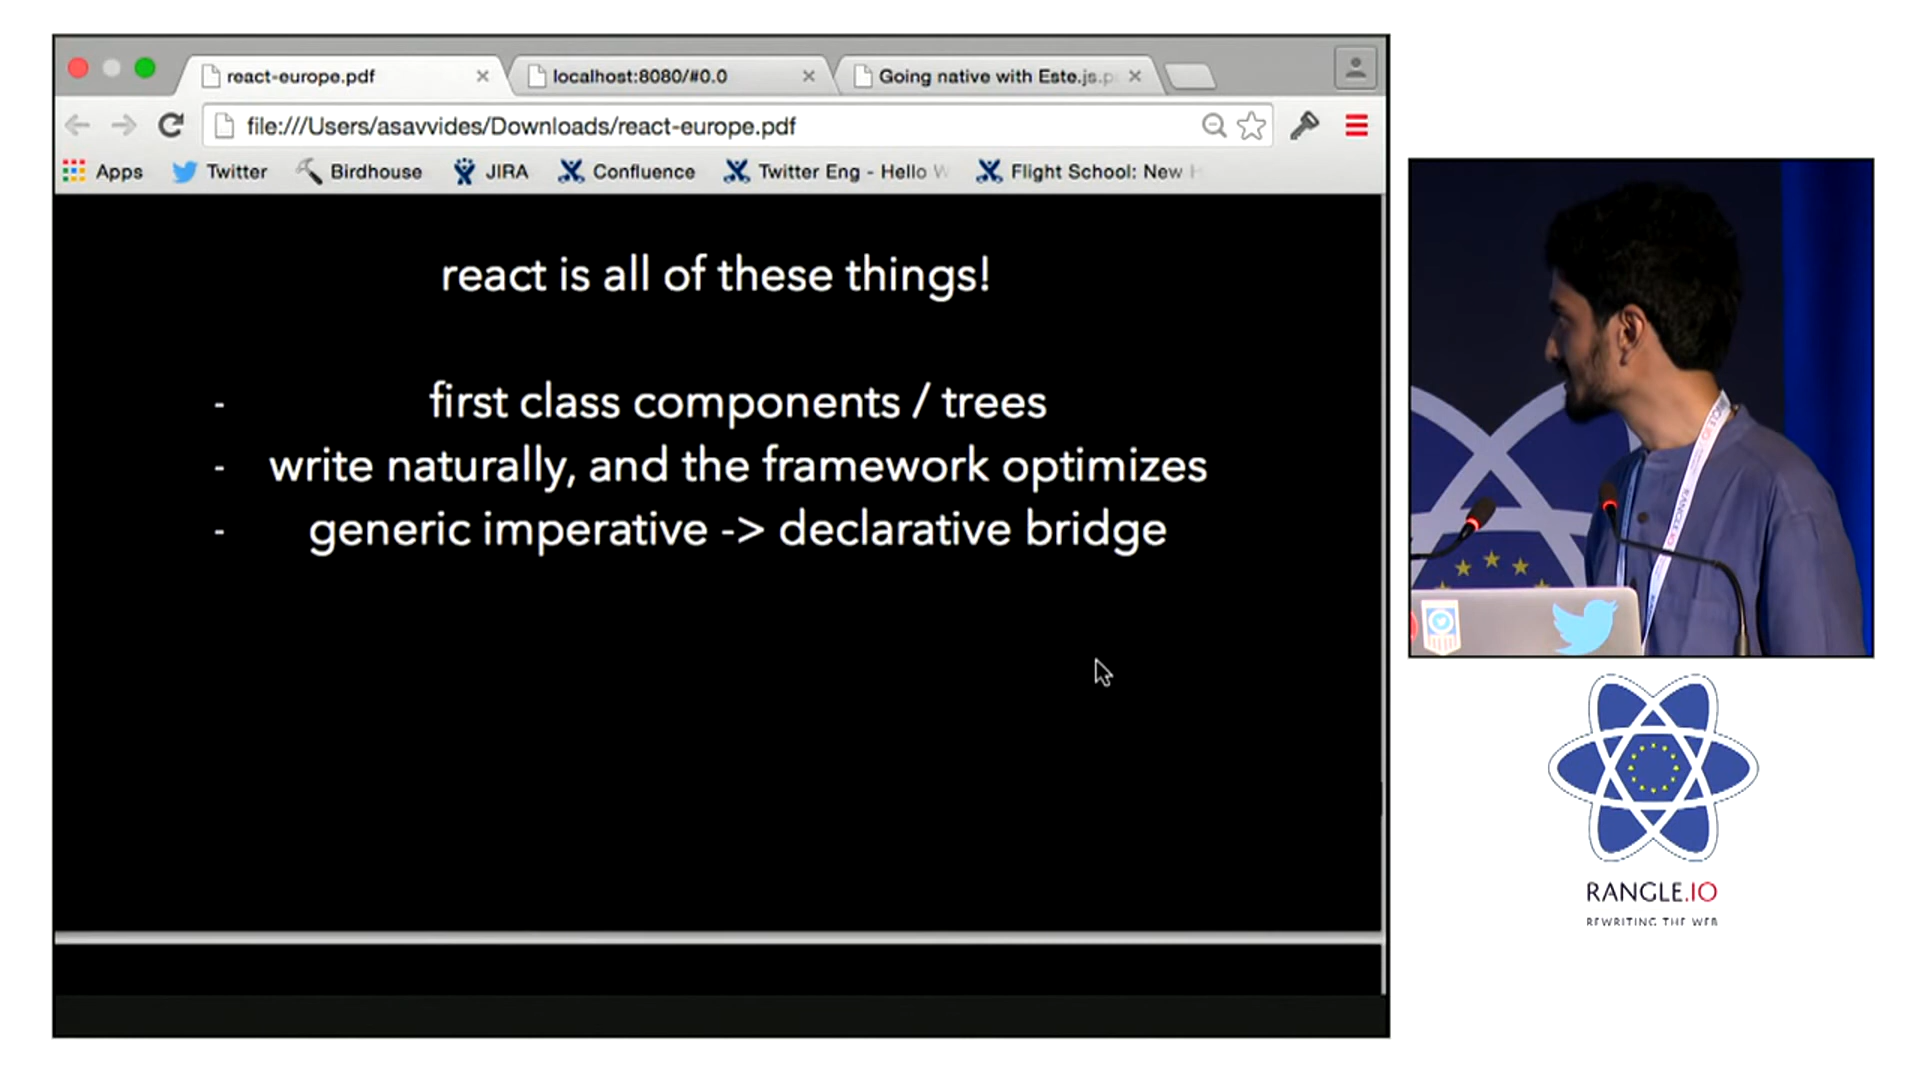 react-europe.pdf
localhost:8080/#0.0
Going native with Este.js.p
file:///Users/asavvides/Downloads/react-europe.pdf
Apps
Twitter
Birdhouse
JIRA
Confluence
Twitter Eng - Hello W
Flight School: New H
react is all of these things!
- first class components / trees
- write naturally, and the framework optimizes
- generic imperative -> declarative bridge
RANGLE.IO
REWRITING THE WEB